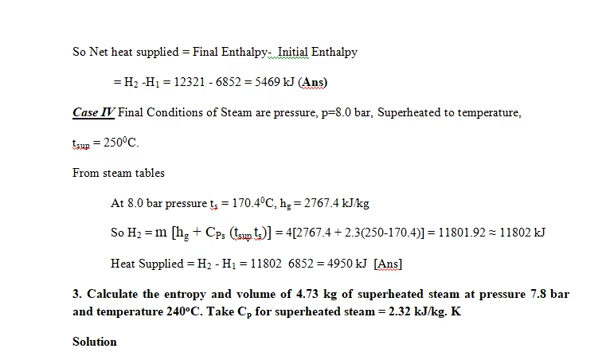 So Net heat supplied = Final Enthalpy- Initial Enthalpy
= H₂ -H₁ = 12321 - 6852 = 5469 kJ (Ans)
Case IV Final Conditions of Steam are pressure, p=8.0 bar, Superheated to temperature,
tsup = 250⁰C.
From steam tables
At 8.0 bar pressure ts = 170.4⁰C, hg = 2767.4 kJ/kg
So H₂ = m [hg + CPs (tsup ts)] = 4[2767.4 + 2.3(250-170.4)] = 11801.92 ≈ 11802 kJ
Heat Supplied = H₂ - H₁ = 11802 6852 = 4950 kJ [Ans]
3. Calculate the entropy and volume of 4.73 kg of superheated steam at pressure 7.8 bar
and temperature 240ºC. Take Cp for superheated steam = 2.32 kJ/kg. K
Solution